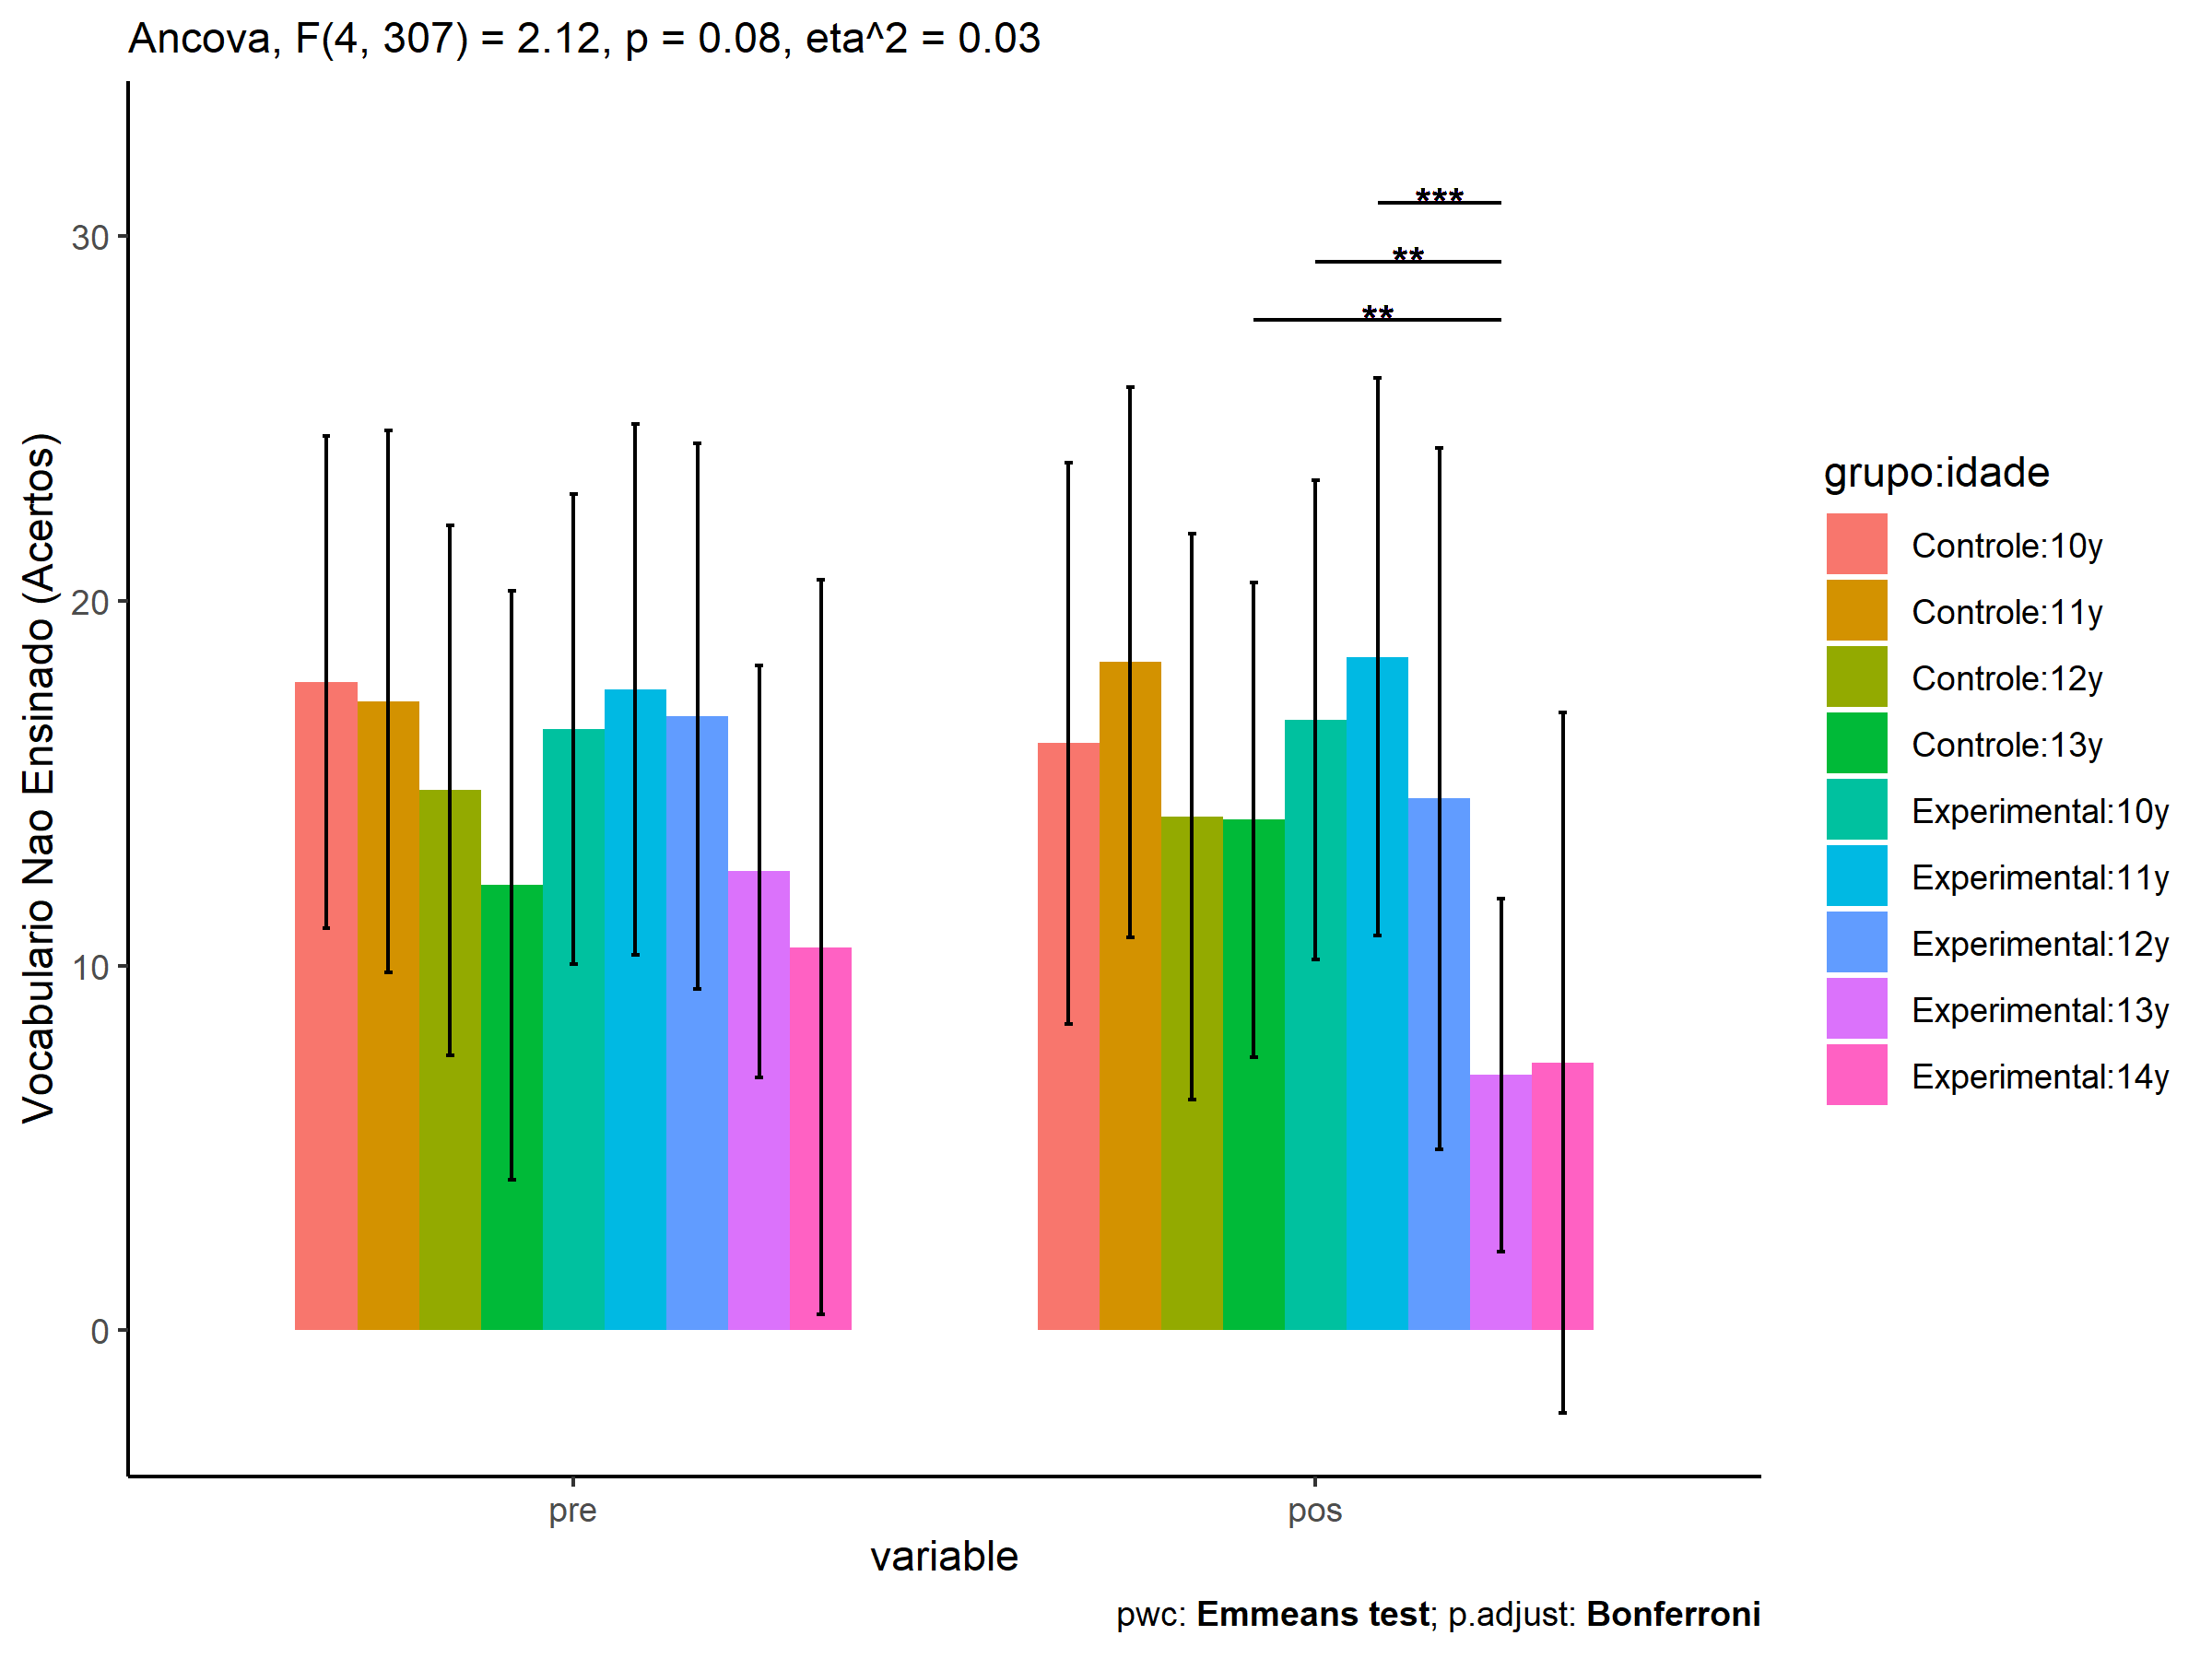 Ancova, F(4, 307) = 2.12, p = 0.08, eta^2 = 0.03
Vocabulario Nao Ensinado (Acertos)
30
20
10
0
***
**
**
pre
pos
variable
grupo:idade
Controle:10y
Controle:11y
Controle:12y
Controle:13y
Experimental:10y
Experimental:11y
Experimental:12y
Experimental:13y
Experimental:14y
pwc: Emmeans test; p.adjust: Bonferroni